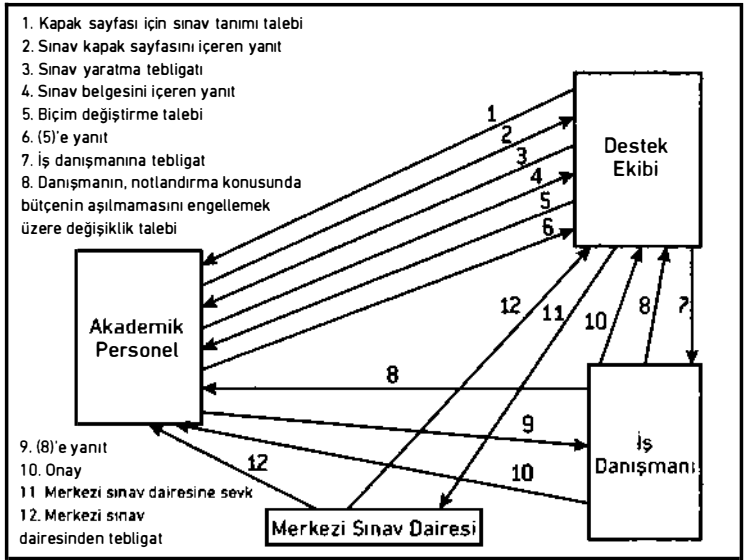 1. Kapak sayfası için sınav tanımı talebi
2. Sınav kapak sayfasını içeren yanıt
3. Sınav yaratma tebligatı
4. Sınav belgesini içeren yanıt
5. Biçim değiştirme talebi
6. (5)'e yanıt
7. İş danışmanına tebligat
8. Danışmanın, notlandırma konusunda
bütçenin aşılmamasını engellemek
üzere değişiklik talebi
1
2
3
4
5
6
Destek
Ekibi
Akademik
Personel
12
11
10
8
7
8
9
10
12
İş
Danışmanı
9. (8)'e yanıt
10. Onay
11 Merkezi sınav dairesine sevk
12. Merkezi sınav
dairesinden tebligat
Merkezi Sınav Dairesi